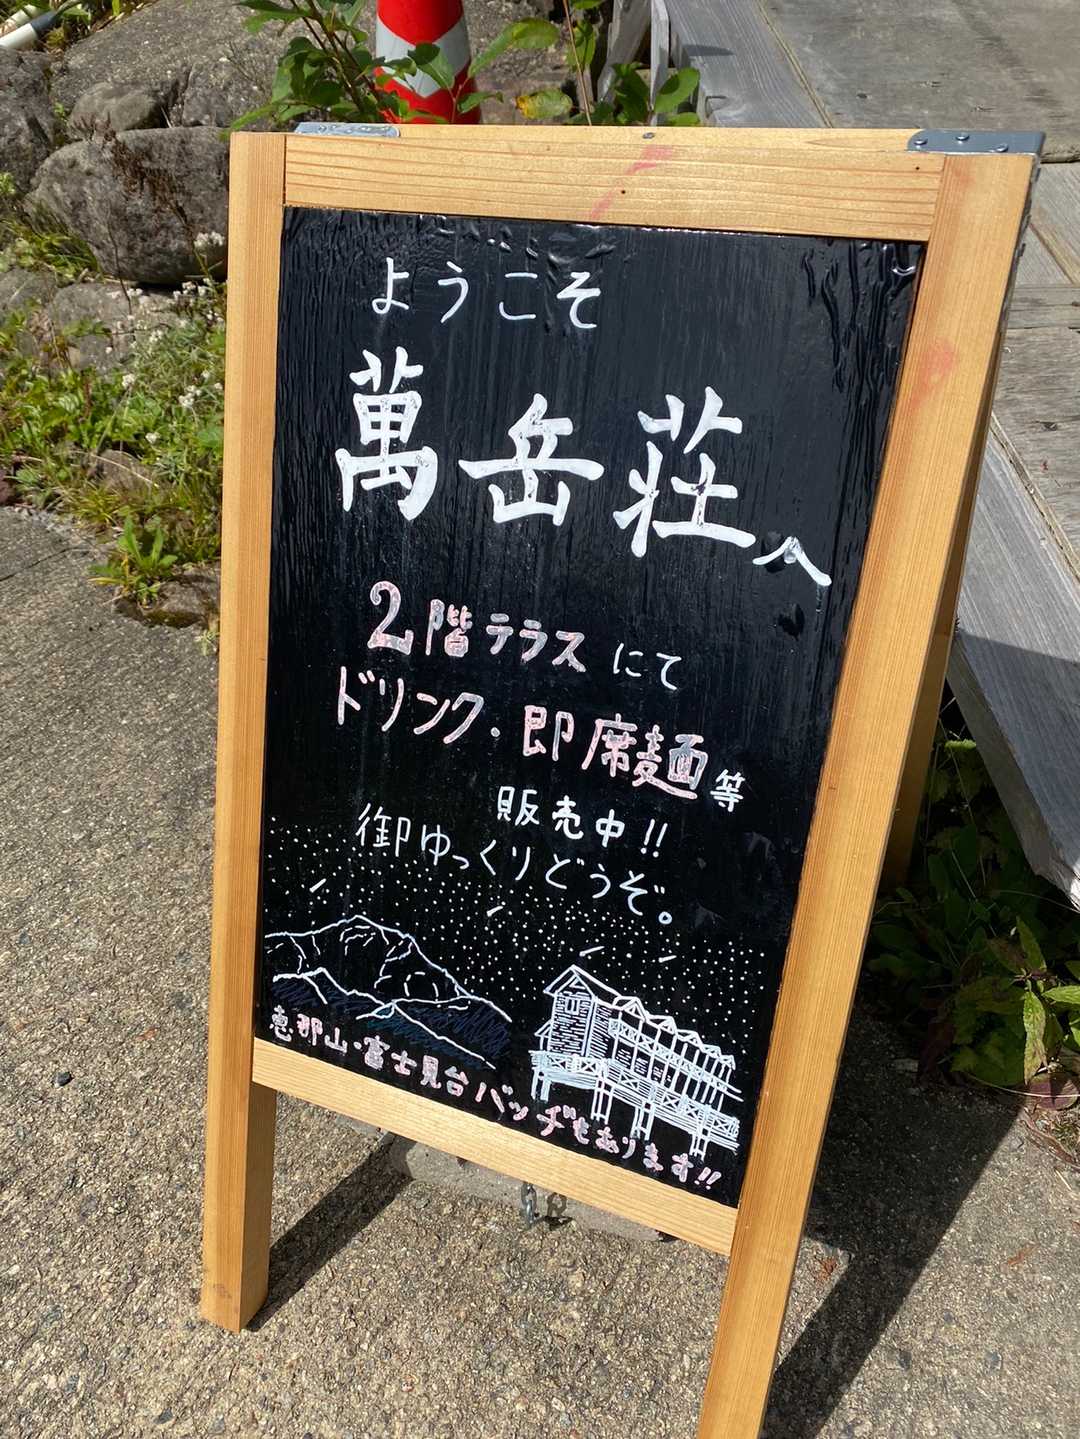 ようこそ
萬岳荘へ
2階テラスにて
ドリンク・即席麺等
販売中!!
御ゆっくりどうぞ。
恵那山・富士見台バッヂもあります!!